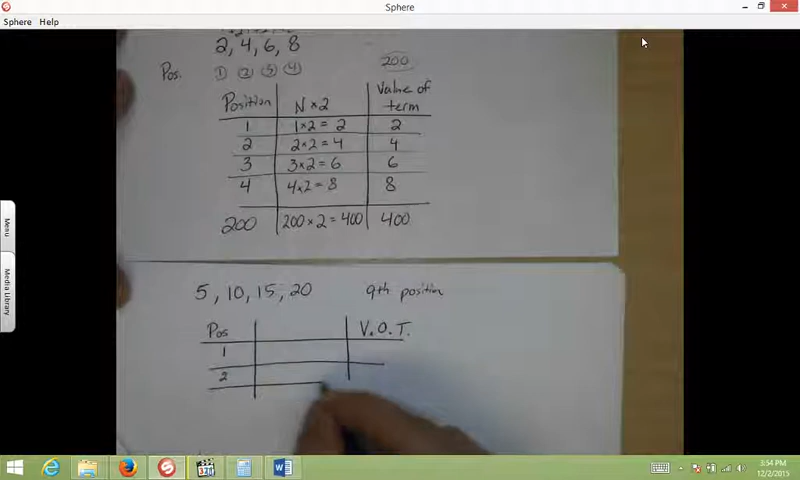 Sphere
Sphere Help
2, 4, 6, 8
Pos. 1 2 3 4 200
Position N×2 Value of term
1 1×2 = 2 2
2 2×2 = 4 4
3 3×2 = 6 6
4 4×2 = 8 8
200 200×2 = 400 400
5, 10, 15, 20 9th position
Pos V.O.T.
1
2
Menu
Media Library
3:54 PM
12/2/2015